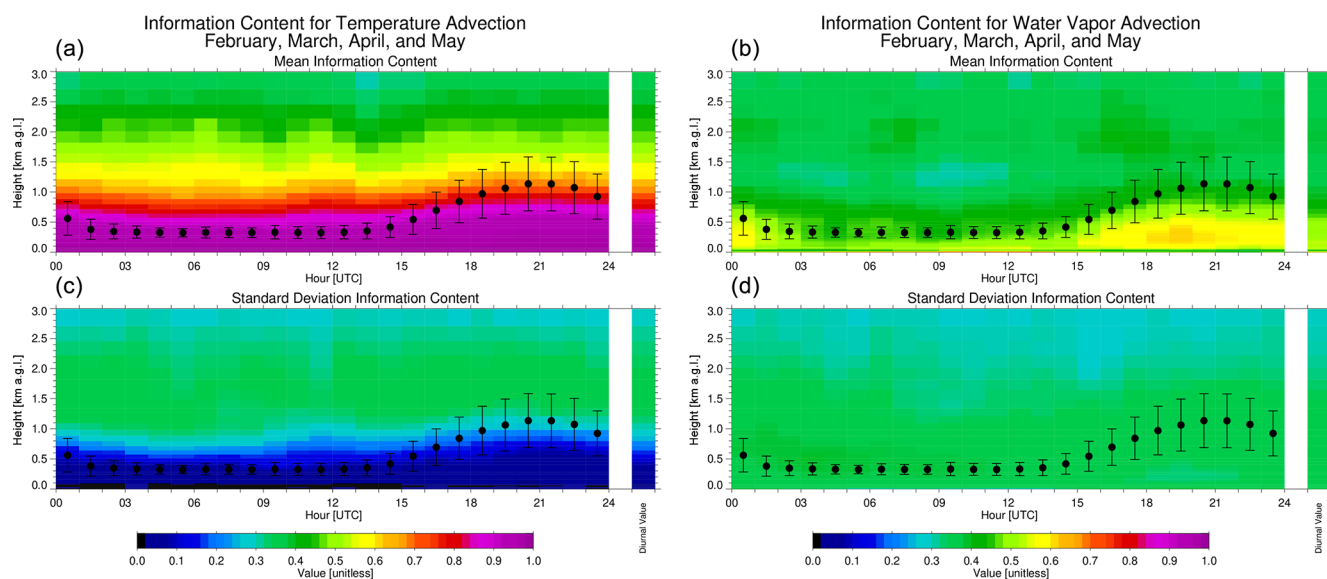 Information Content for Temperature Advection
February, March, April, and May
(a)
Mean Information Content
Height [km a.g.l.]
3.0
2.5
2.0
1.5
1.0
0.5
0.0
00 03 06 09 12 15 18 21 24
Hour [UTC]
Information Content for Water Vapor Advection
February, March, April, and May
(b)
Mean Information Content
Height [km a.g.l.]
3.0
2.5
2.0
1.5
1.0
0.5
0.0
00 03 06 09 12 15 18 21 24
Hour [UTC]
(c)
Standard Deviation Information Content
Height [km a.g.l.]
3.0
2.5
2.0
1.5
1.0
0.5
0.0
00 03 06 09 12 15 18 21 24
Hour [UTC]
Diurnal Value
0.0 0.1 0.2 0.3 0.4 0.5 0.6 0.7 0.8 0.9 1.0
Value [unitless]
(d)
Standard Deviation Information Content
Height [km a.g.l.]
3.0
2.5
2.0
1.5
1.0
0.5
0.0
00 03 06 09 12 15 18 21 24
Hour [UTC]
Diurnal Value
0.0 0.1 0.2 0.3 0.4 0.5 0.6 0.7 0.8 0.9 1.0
Value [unitless]